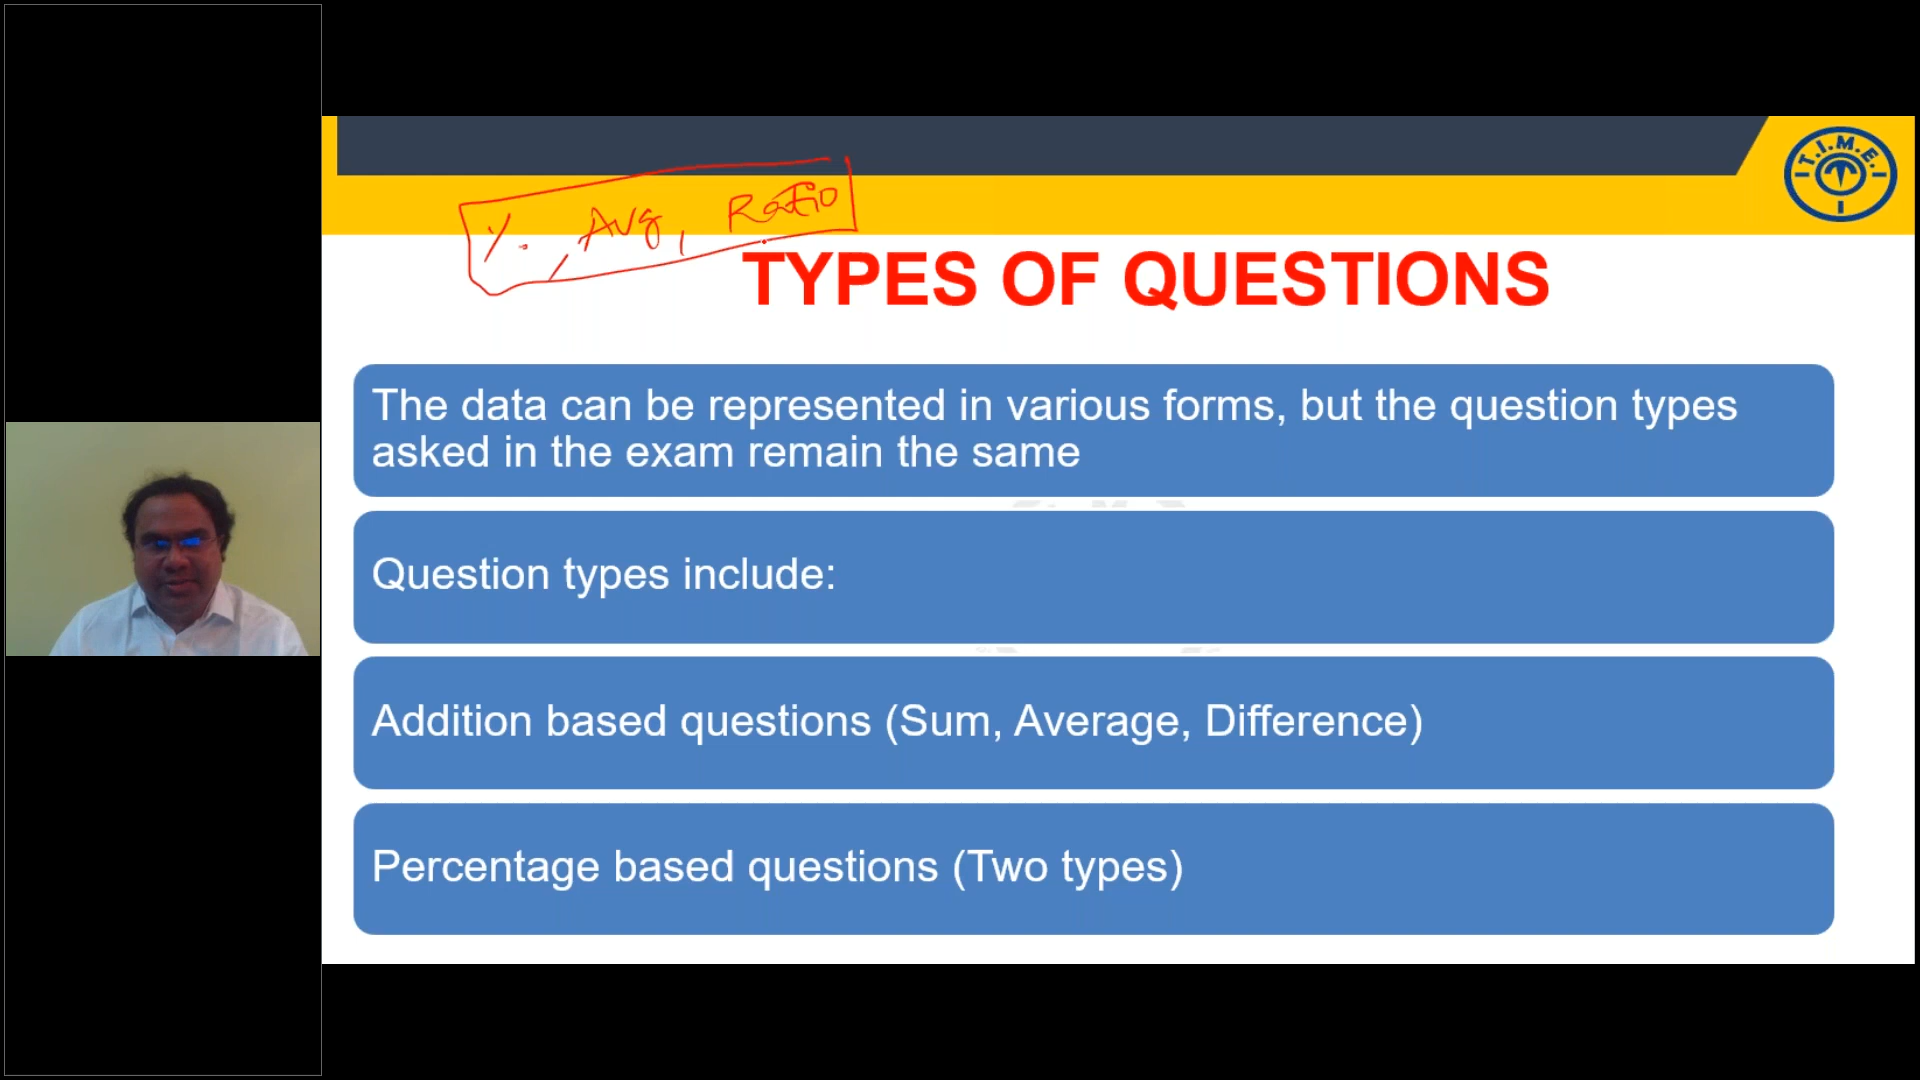 T.I.M.E.
%, Avg, Ratio
TYPES OF QUESTIONS
The data can be represented in various forms, but the question types
asked in the exam remain the same
Question types include:
Addition based questions (Sum, Average, Difference)
Percentage based questions (Two types)